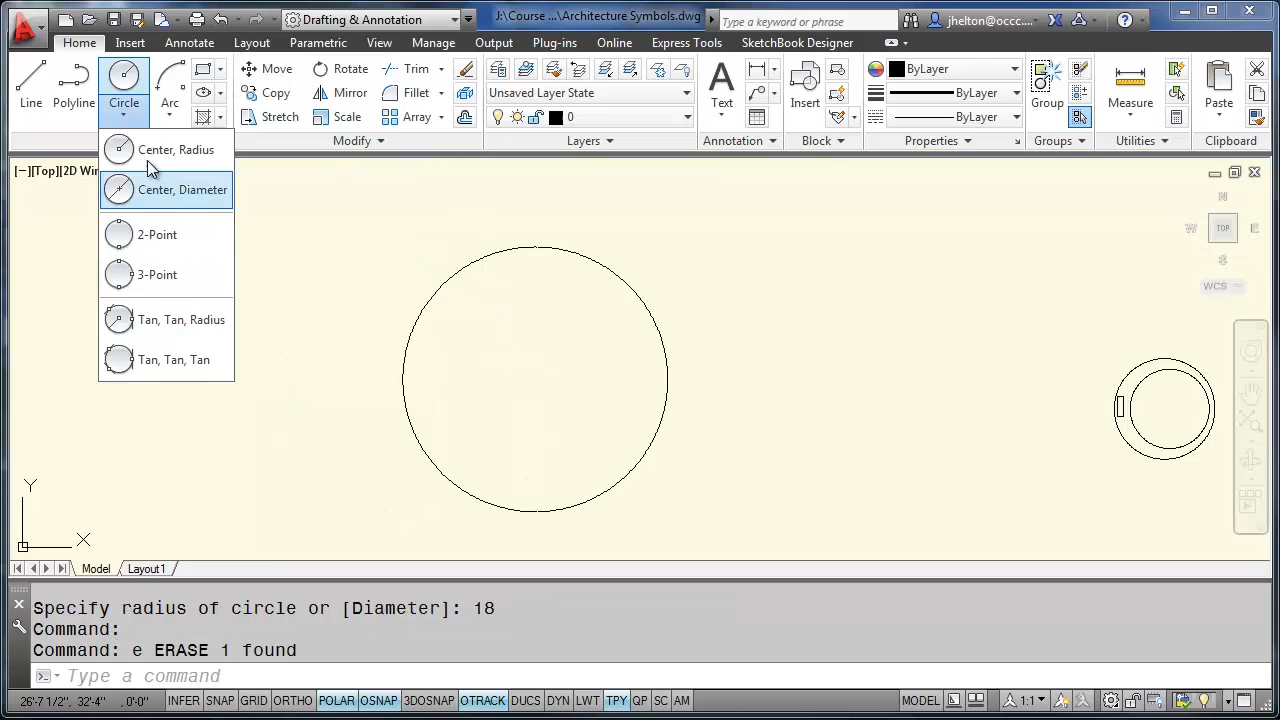 Drafting & Annotation
J:\Course ...\Architecture Symbols.dwg
Type a keyword or phrase
jhelton@occc....
Home Insert Annotate Layout Parametric View Manage Output Plug-ins Online Express Tools SketchBook Designer
Line Polyline Circle Arc
Move Rotate Trim
Copy Mirror Fillet
Stretch Scale Array
Modify
Unsaved Layer State
0
Layers
Text
Insert
Block
ByLayer
ByLayer
ByLayer
Properties
Group
Groups
Measure
Utilities
Paste
Clipboard
Center, Radius
Center, Diameter
2-Point
3-Point
Tan, Tan, Radius
Tan, Tan, Tan
[−][Top][2D Wir
N
W TOP E
S
WCS
Y
X
Model Layout1
Specify radius of circle or [Diameter]: 18
Command:
Command: e ERASE 1 found
Type a command
26'-7 1/2", 32'-4" , 0'-0" INFER SNAP GRID ORTHO POLAR OSNAP 3DOSNAP OTRACK DUCS DYN LWT TPY QP SC AM MODEL 1:1